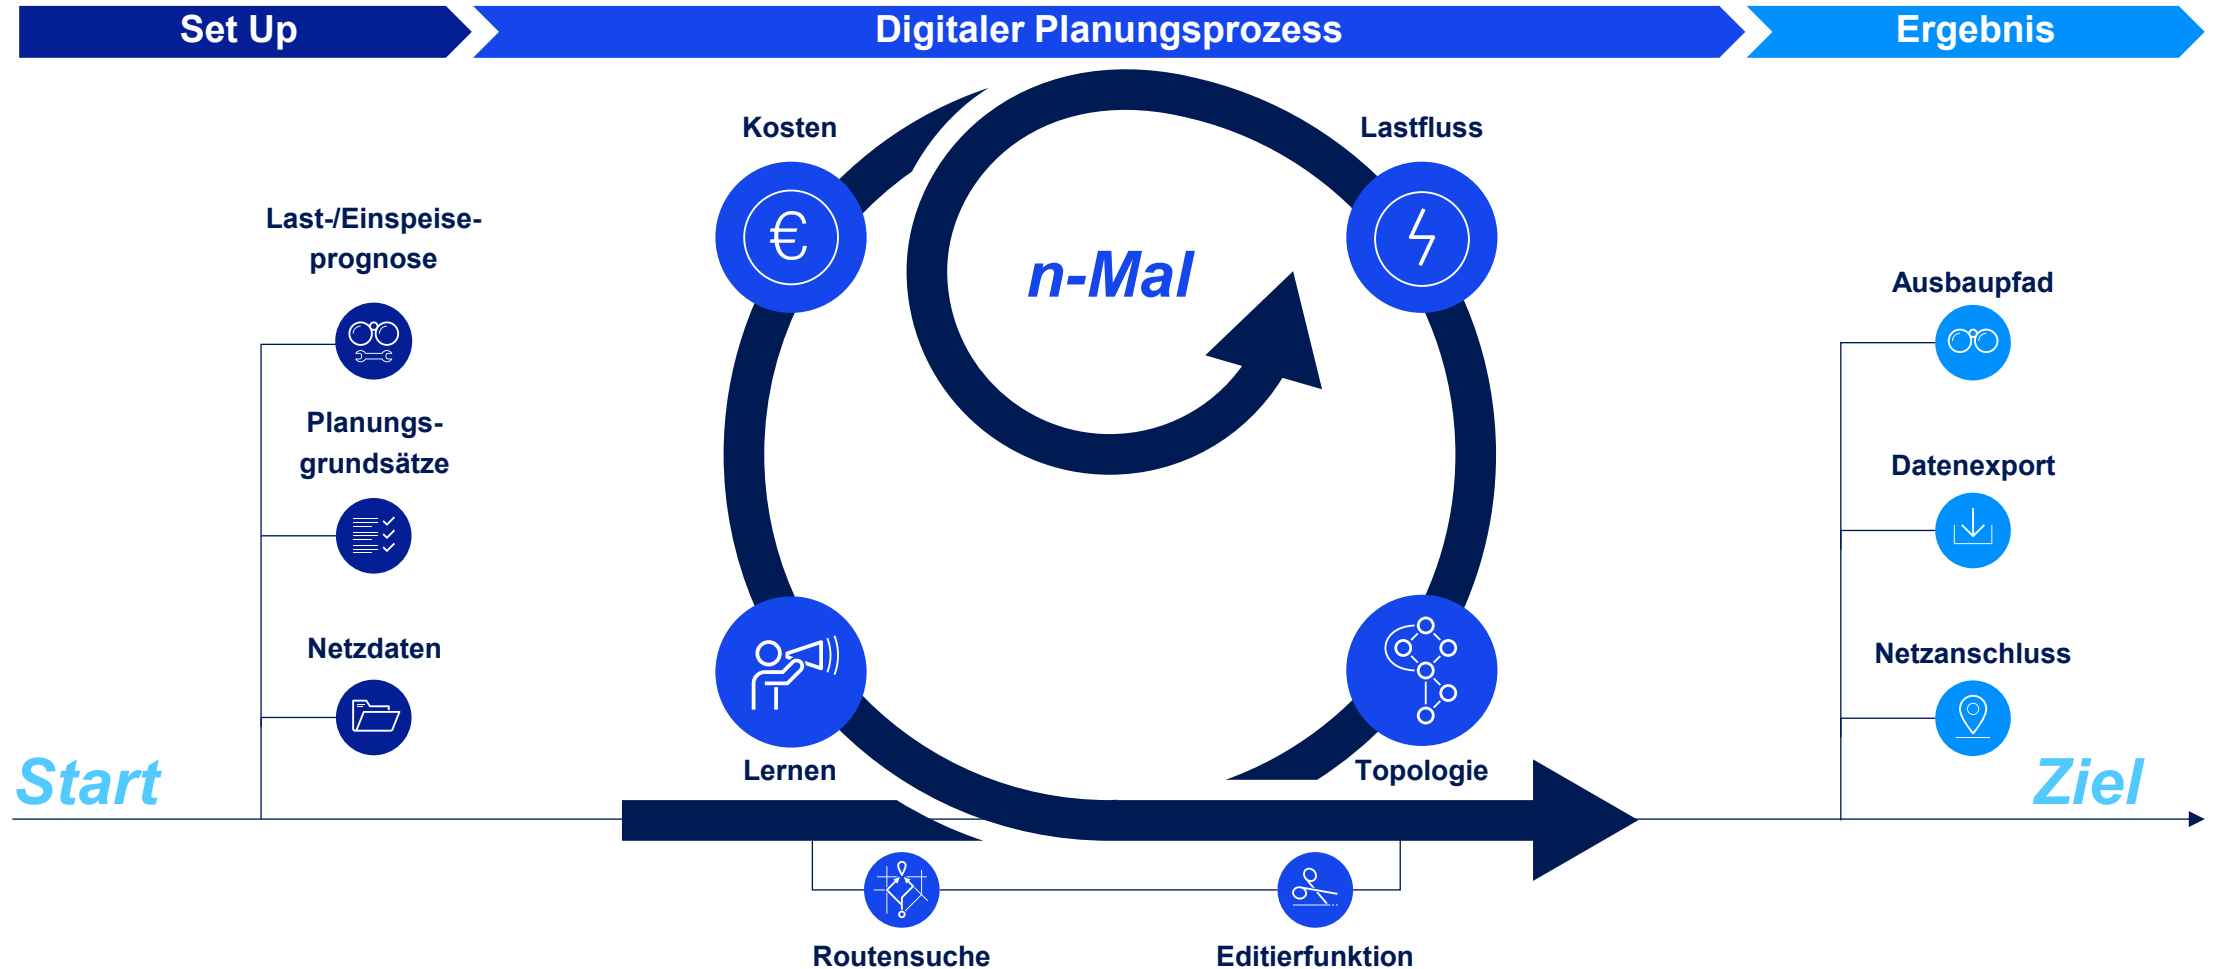 Set Up
Digitaler Planungsprozess
Ergebnis
Last-/Einspeise-
prognose
Planungs-
grundsätze
Netzdaten
Start
Kosten
€
Lastfluss
n-Mal
Lernen
Topologie
Routensuche
Editierfunktion
Ausbaupfad
Datenexport
Netzanschluss
Ziel